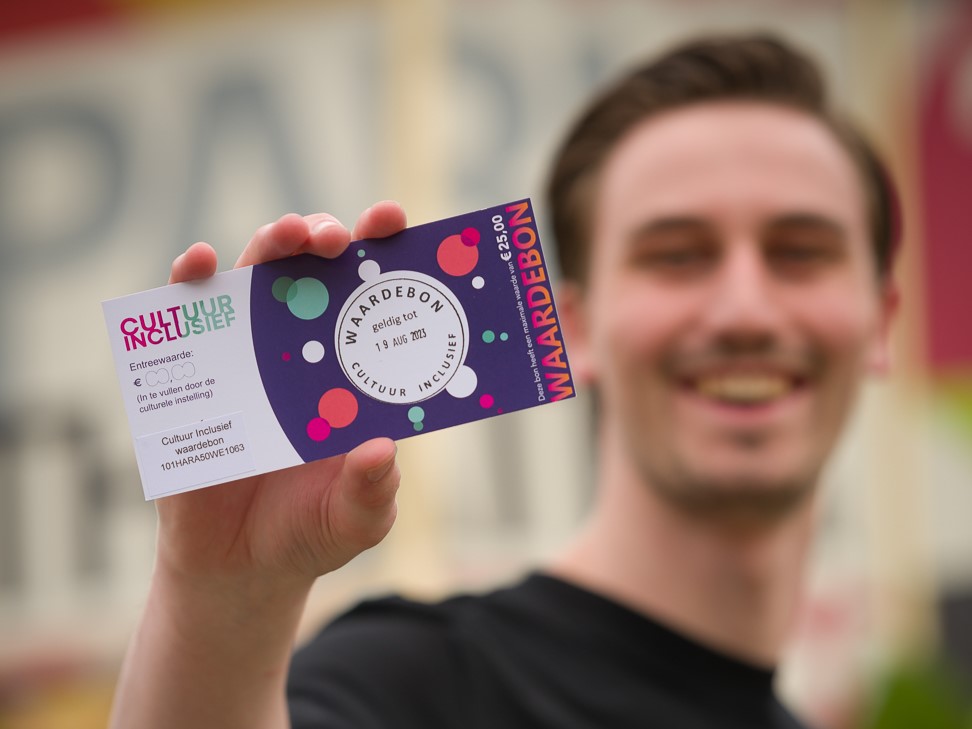 CULTUUR
INCLUSIEF
Entreewaarde:
€
(In te vullen door de
culturele instelling)
Cultuur Inclusief
waardebon
101HARA50WE1063
WAARDEBON
geldig tot
19 AUG 2023
CULTUUR INCLUSIEF
Deze bon heeft een maximale waarde van €25,00
WAARDEBON